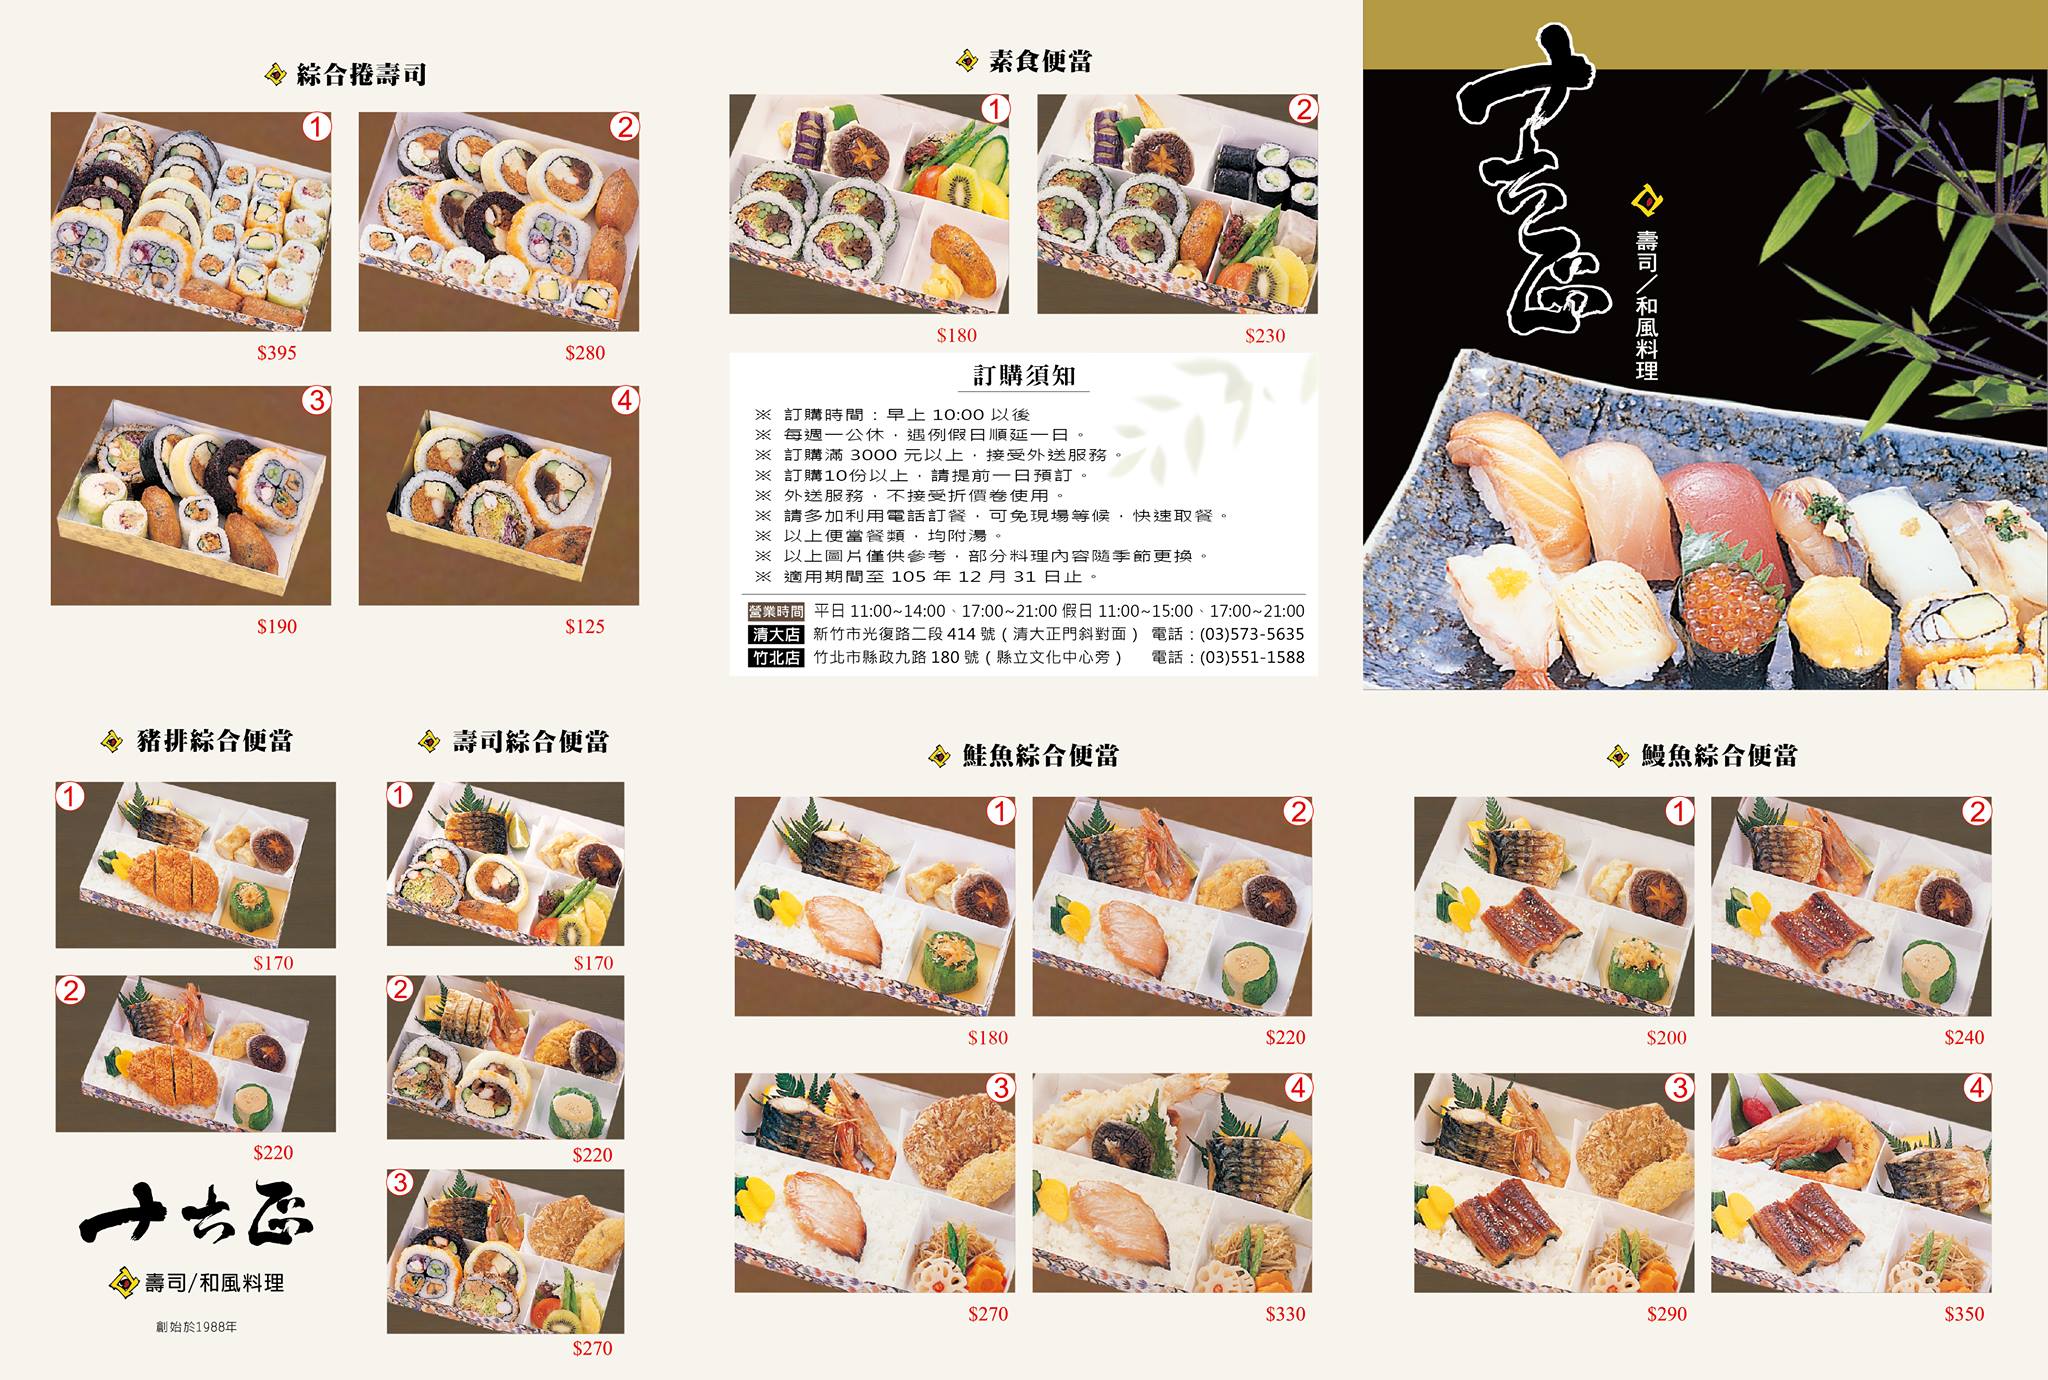 綜合捲壽司
1
2
$395
$280
3
4
$190
$125
素食便當
1
2
$180
$230
訂購須知
※ 訂購時間：早上 10:00 以後
※ 每週一公休，遇例假日順延一日。
※ 訂購滿 3000 元以上，接受外送服務。
※ 訂購10份以上，請提前一日預訂。
※ 外送服務，不接受折價卷使用。
※ 請多加利用電話訂餐，可免現場等候，快速取餐。
※ 以上便當餐類，均附湯。
※ 以上圖片僅供參考，部分料理內容隨季節更換。
※ 適用期間至 105 年 12 月 31 日止。
營業時間 平日 11:00~14:00、17:00~21:00 假日 11:00~15:00、17:00~21:00
清大店 新竹市光復路二段 414 號 ( 清大正門斜對面 ) 電話：(03)573-5635
竹北店 竹北市縣政九路 180 號 ( 縣立文化中心旁 ) 電話：(03)551-1588
壽司／和風料理
豬排綜合便當
1
$170
2
$220
壽司綜合便當
1
$170
2
$220
3
$270
壽司/和風料理
創始於1988年
鮭魚綜合便當
1
2
$180
$220
3
4
$270
$330
鰻魚綜合便當
1
2
$200
$240
3
4
$290
$350